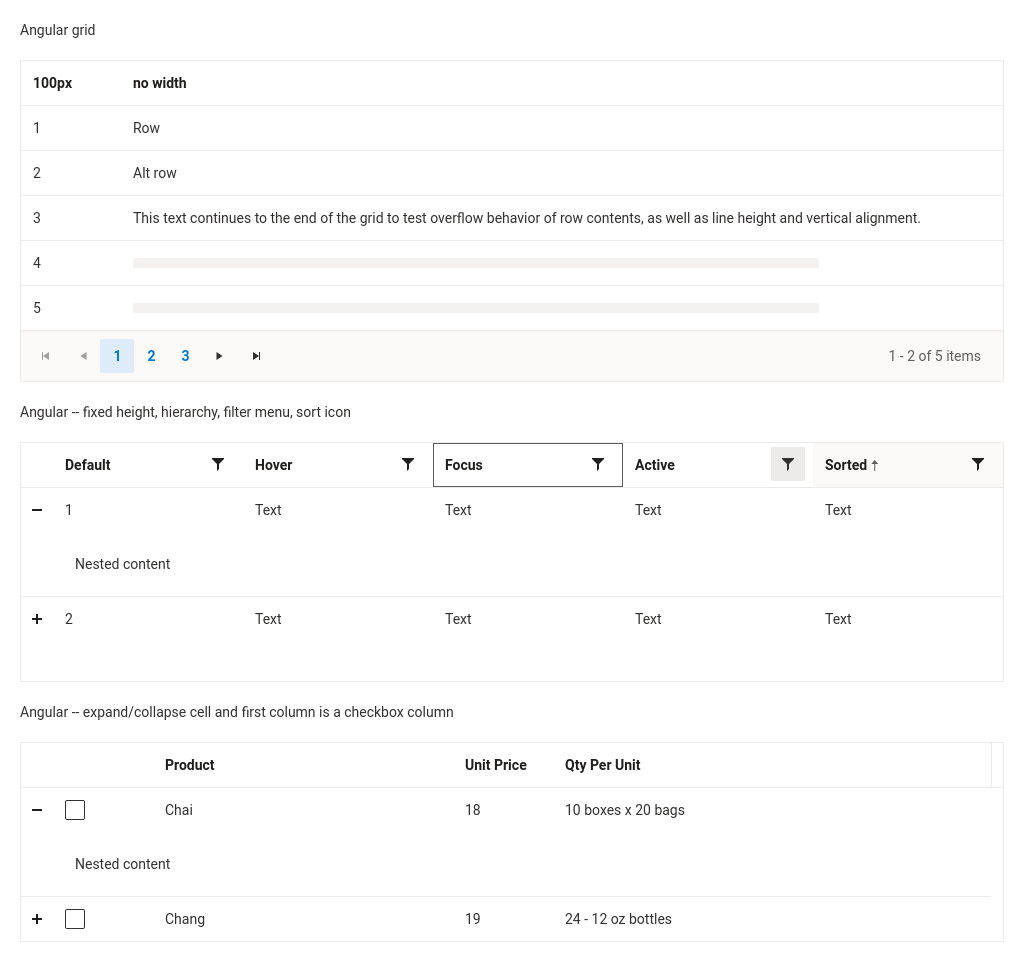 Angular grid
100px no width
1 Row
2 Alt row
3 This text continues to the end of the grid to test overflow behavior of row contents, as well as line height and vertical alignment.
4
5
1 2 3 1 - 2 of 5 items
Angular -- fixed height, hierarchy, filter menu, sort icon
Default Hover Focus Active Sorted ↑
1 Text Text Text Text
Nested content
2 Text Text Text Text
Angular -- expand/collapse cell and first column is a checkbox column
Product Unit Price Qty Per Unit
Chai 18 10 boxes x 20 bags
Nested content
Chang 19 24 - 12 oz bottles